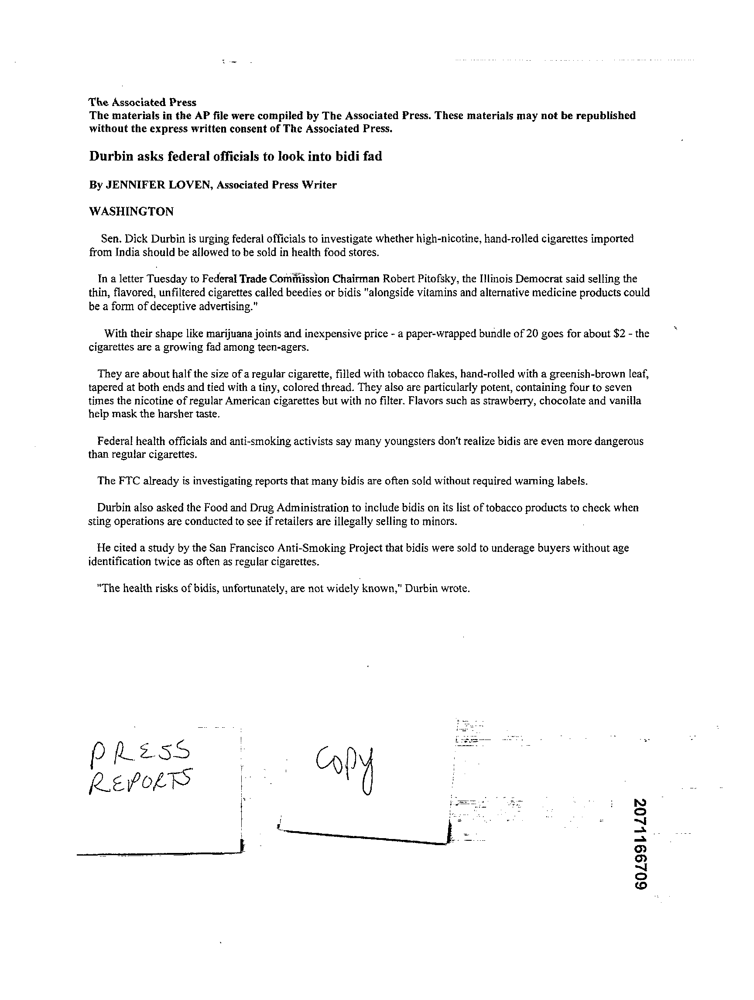 The Associated Press
The materials in the AP file were compiled by The Associated Press. These materials may not be republished
without the express written consent of The Associated Press.
Durbin asks federal officials to look into bidi fad
By JENNIFER LOVEN, Associated Press Writer
WASHINGTON
Sen. Dick Durbin is urging federal officials to investigate whether high-nicotine, hand-rolled cigarettes imported
from India should be allowed to be sold in health food stores.
In a letter Tuesday to Federal Trade Commission Chairman Robert Pitofsky, the Illinois Democrat said selling the
thin, flavored, unfiltered cigarettes called beedies or bidis "alongside vitamins and alternative medicine products could
be a form of deceptive advertising."
With their shape like marijuana joints and inexpensive price - a paper-wrapped bundle of 20 goes for about $2 - the
cigarettes are a growing fad among teen-agers.
They are about half the size of a regular cigarette, filled with tobacco flakes, hand-rolled with a greenish-brown leaf,
tapered at both ends and tied with a tiny, colored thread. They also are particularly potent, containing four to seven
times the nicotine of regular American cigarettes but with no filter. Flavors such as strawberry, chocolate and vanilla
help mask the harsher taste.
Federal health officials and anti-smoking activists say many youngsters don't realize bidis are even more dangerous
than regular cigarettes.
The FTC already is investigating reports that many bidis are often sold without required warning labels.
Durbin also asked the Food and Drug Administration to include bidis on its list of tobacco products to check when
sting operations are conducted to see if retailers are illegally selling to minors.
He cited a study by the San Francisco Anti-Smoking Project that bidis were sold to underage buyers without age
identification twice as often as regular cigarettes.
"The health risks of bidis, unfortunately, are not widely known," Durbin wrote.
PRESS
REPORTS
Copy
2071166709